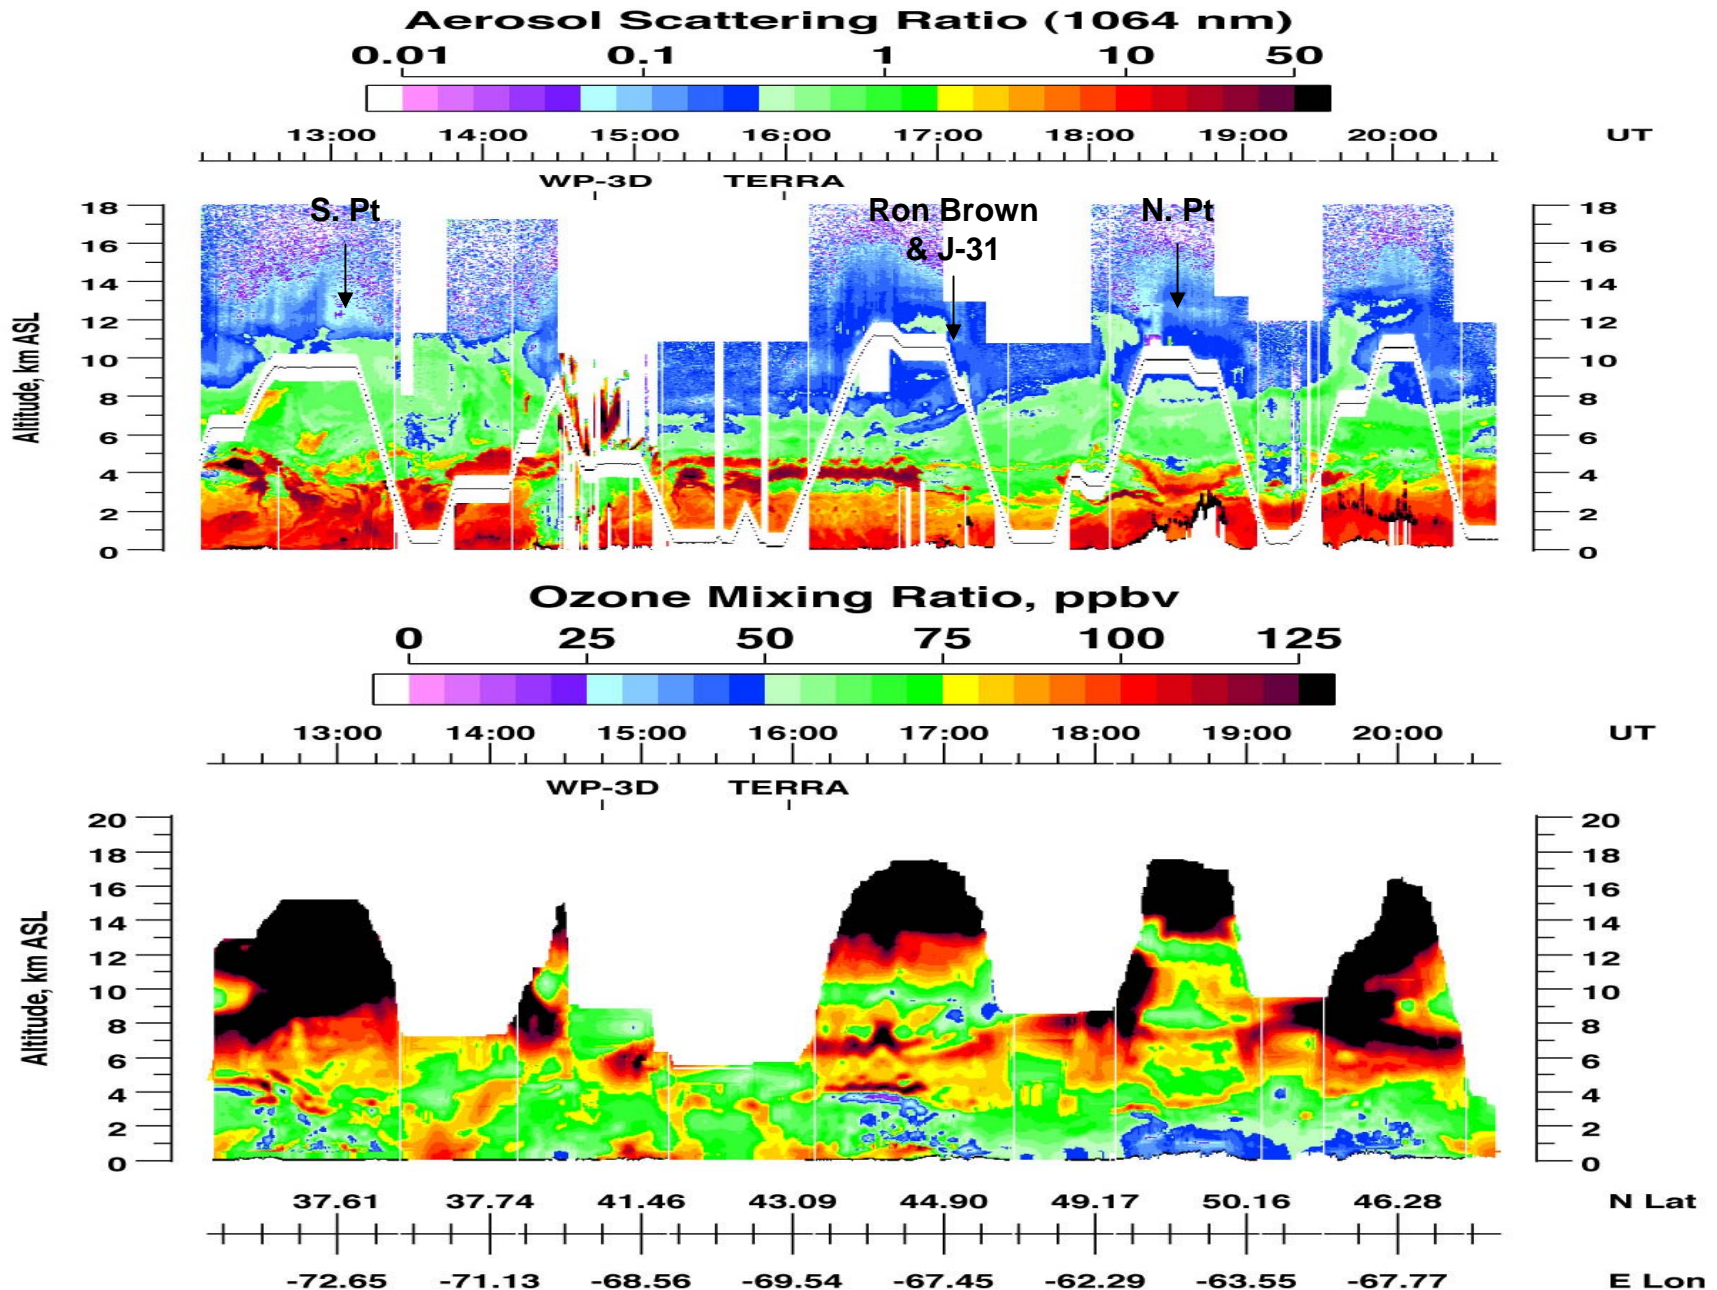 Aerosol Scattering Ratio (1064 nm)
0.01 0.1 1 10 50
13:00 14:00 15:00 16:00 17:00 18:00 19:00 20:00 UT
WP-3D TERRA
S. Pt Ron Brown N. Pt
& J-31
18 18
16 16
14 14
12 12
10 10
8 8
6 6
4 4
2 2
0 0
Altitude, km ASL
Ozone Mixing Ratio, ppbv
0 25 50 75 100 125
13:00 14:00 15:00 16:00 17:00 18:00 19:00 20:00 UT
WP-3D TERRA
20 20
18 18
16 16
14 14
12 12
10 10
8 8
6 6
4 4
2 2
0 0
Altitude, km ASL
37.61 37.74 41.46 43.09 44.90 49.17 50.16 46.28 N Lat
-72.65 -71.13 -68.56 -69.54 -67.45 -62.29 -63.55 -67.77 E Lon